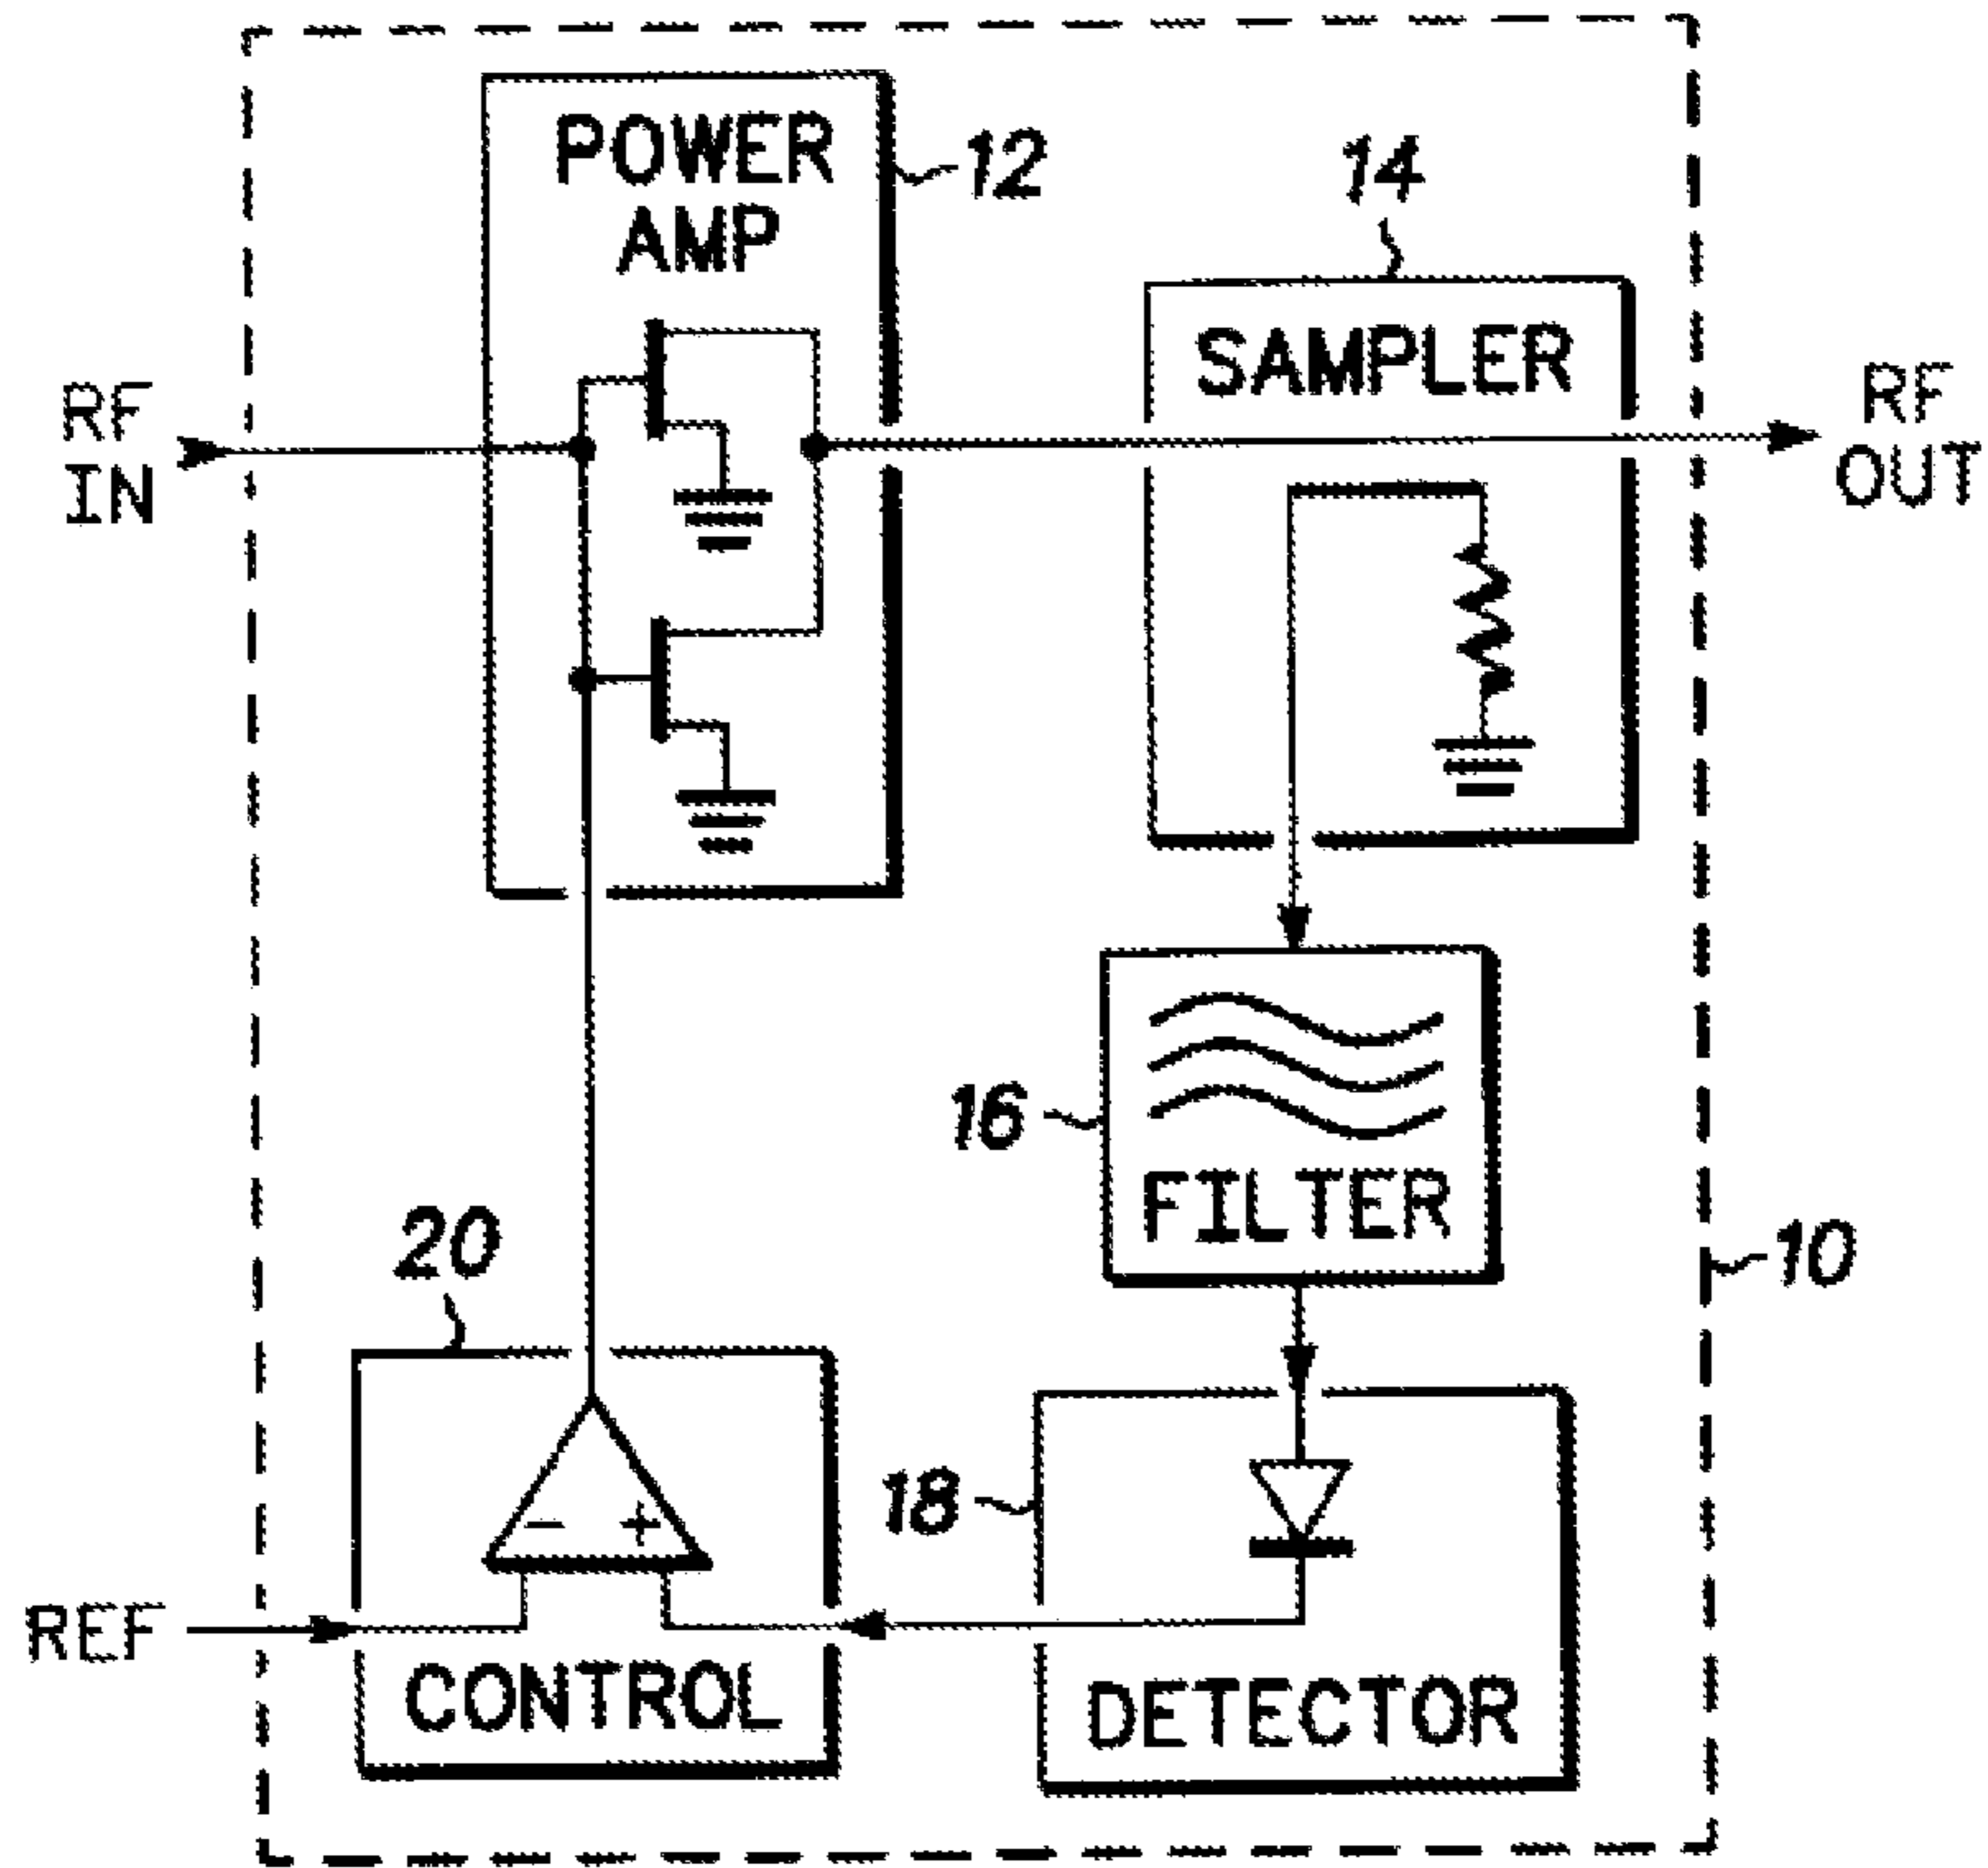 POWER
AMP
12
14
SAMPLER
RF
IN
RF
OUT
16
FILTER
20
10
18
- +
REF
CONTROL
DETECTOR